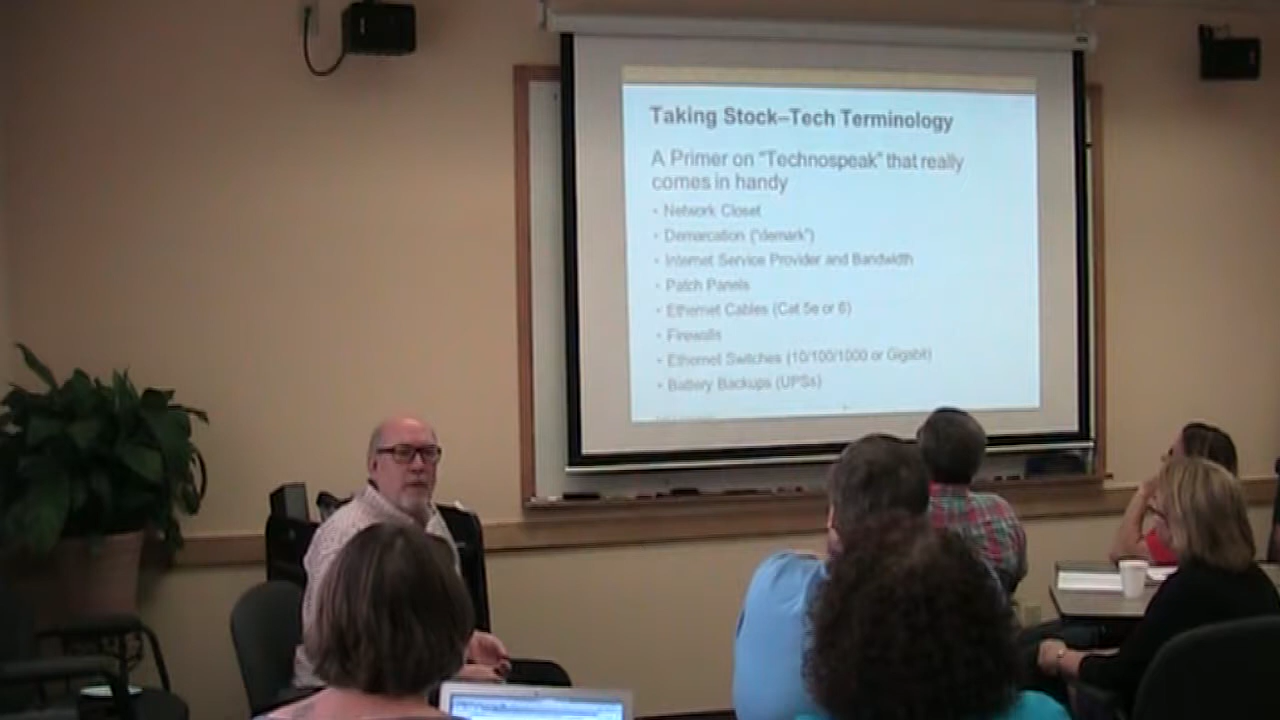 Taking Stock–Tech Terminology
A Primer on "Technospeak" that really
comes in handy
• Network Closet
• Demarcation ("demark")
• Internet Service Provider and Bandwidth
• Patch Panels
• Ethernet Cables (Cat 5e or 6)
• Firewalls
• Ethernet Switches (10/100/1000 or Gigabit)
• Battery Backups (UPSs)